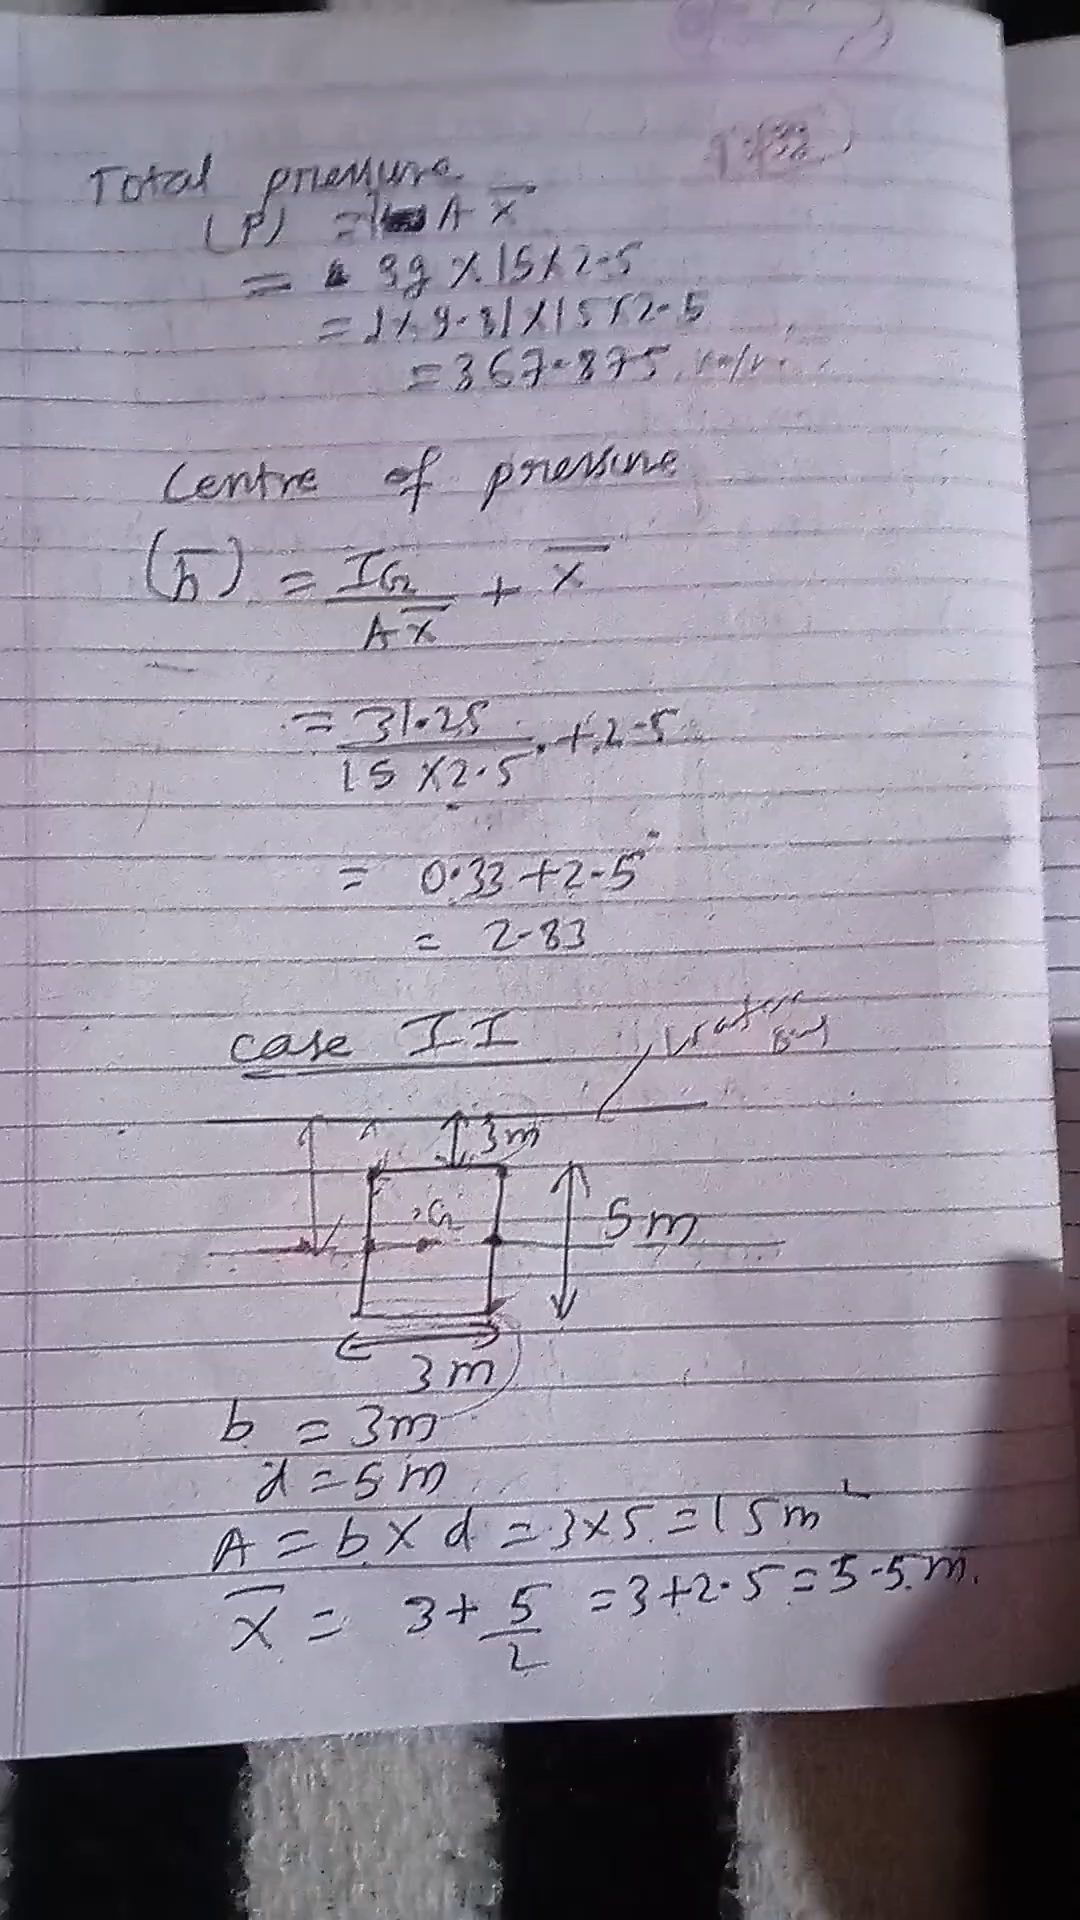 Total pressure
(P) = A x̅
= ρg × 15 × 2.5
= 1 × 9.81 × 15 × 2.5
= 367.875
Centre of pressure
(h̅) = IG / A x̅ + x̅
= 31.25 / 15 × 2.5 + 2.5
= 0.33 + 2.5
= 2.83
case II
Water
3m
G
5m
3m
b = 3m
d = 5m
A = b × d = 3 × 5 = 15 m²
x̅ = 3 + 5/2 = 3 + 2.5 = 5.5 m.